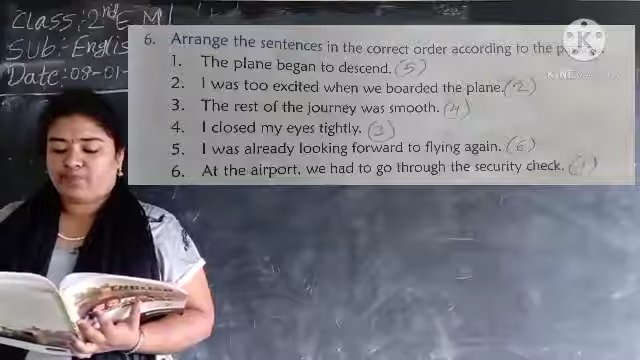 Class: 2nd E M
Sub:- Englis
Date: 08-01-
6. Arrange the sentences in the correct order according to the
1. The plane began to descend. (5)
2. I was too excited when we boarded the plane. (2)
3. The rest of the journey was smooth. (4)
4. I closed my eyes tightly. (3)
5. I was already looking forward to flying again. (6)
6. At the airport, we had to go through the security check. (1)
ENGLISH